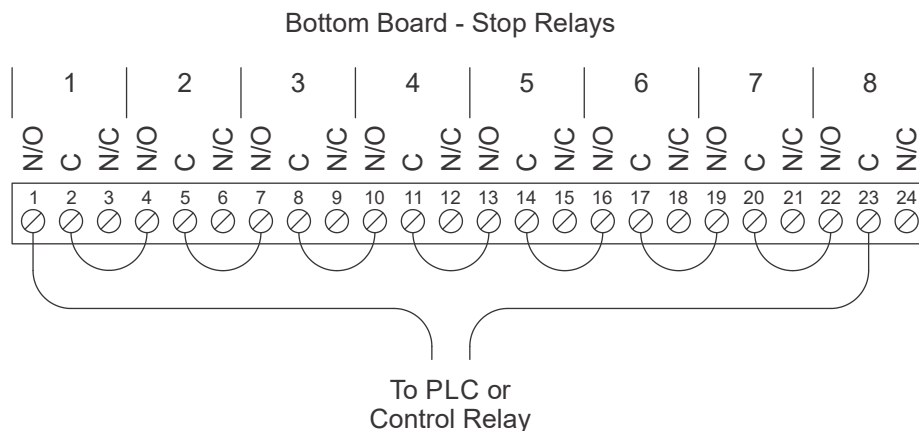 Bottom Board - Stop Relays
1 2 3 4 5 6 7 8
N/O C N/C N/O C N/C N/O C N/C N/O C N/C N/O C N/C N/O C N/C N/O C N/C N/O C N/C
1 2 3 4 5 6 7 8 9 10 11 12 13 14 15 16 17 18 19 20 21 22 23 24
To PLC or
Control Relay